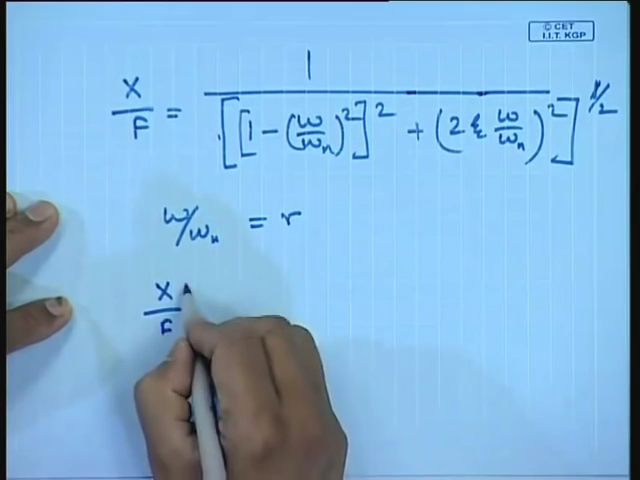 © CET
I.I.T. KGP
X/F = 1/[[1-(ω/ωn)²]² + (2ξ ω/ωn)²]^1/2
ω/ωn = r
X/F